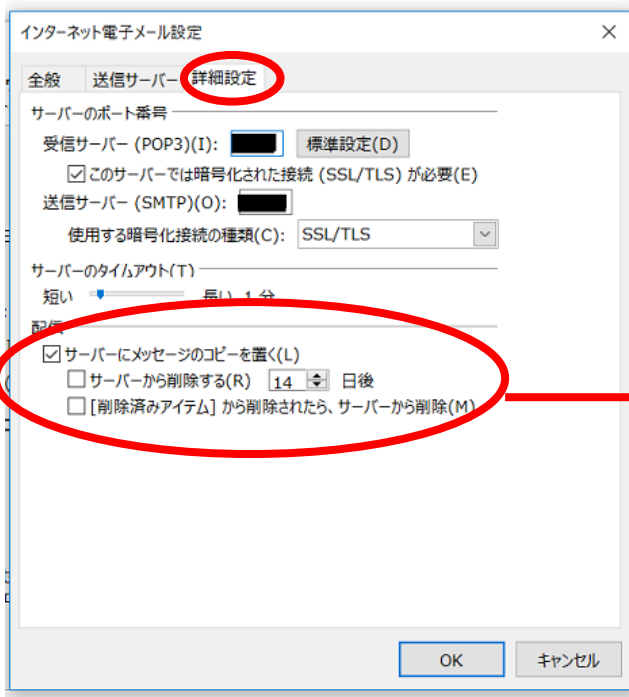 インターネット電子メール設定
全般 送信サーバー 詳細設定
サーバーのポート番号
受信サーバー (POP3)(I): 標準設定(D)
このサーバーでは暗号化された接続 (SSL/TLS) が必要(E)
送信サーバー (SMTP)(O):
使用する暗号化接続の種類(C): SSL/TLS
サーバーのタイムアウト(T)
短い 長い 1 分
配信
サーバーにメッセージのコピーを置く(L)
サーバーから削除する(R) 14 日後
[削除済みアイテム] から削除されたら、サーバーから削除(M)
OK キャンセル